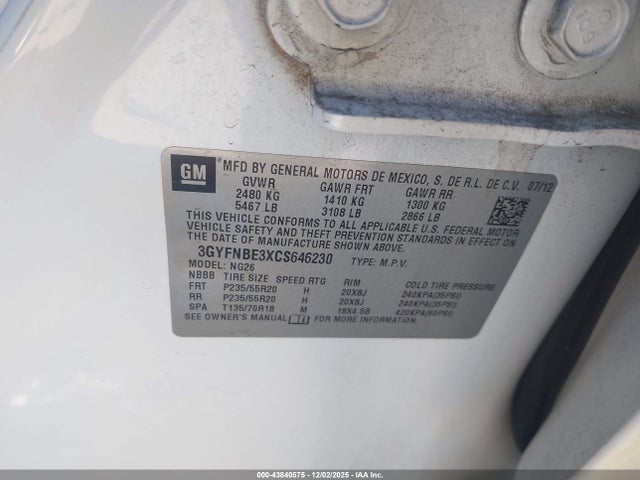 GM
MFD BY GENERAL MOTORS DE MEXICO, S. DE R.L. DE C.V. 07/12
GVWR GAWR FRT GAWR RR
2480 KG 1410 KG 1300 KG
5467 LB 3108 LB 2866 LB
THIS VEHICLE CONFORMS TO ALL APPLICABLE U.S. FEDERAL MOTOR
VEHICLE SAFETY AND THEFT PREVENTION STANDARDS IN EFFECT ON THE DATE OF
MANUFACTURE SHOWN ABOVE.
3GYFNBE3XCS646230 TYPE: M.P.V.
MODEL: NG26
NBBB TIRE SIZE SPEED RTG RIM COLD TIRE PRESSURE
FRT P235/55R20 H 20X8J 240KPA(35PSI)
RR P235/55R20 H 20X8J 240KPA(35PSI)
SPA T135/70R18 M 18X4.5B 420KPA(60PSI)
SEE OWNER'S MANUAL FOR MORE INFORMATION.
000-43840575 - 12/02/2025 - IAAI.com